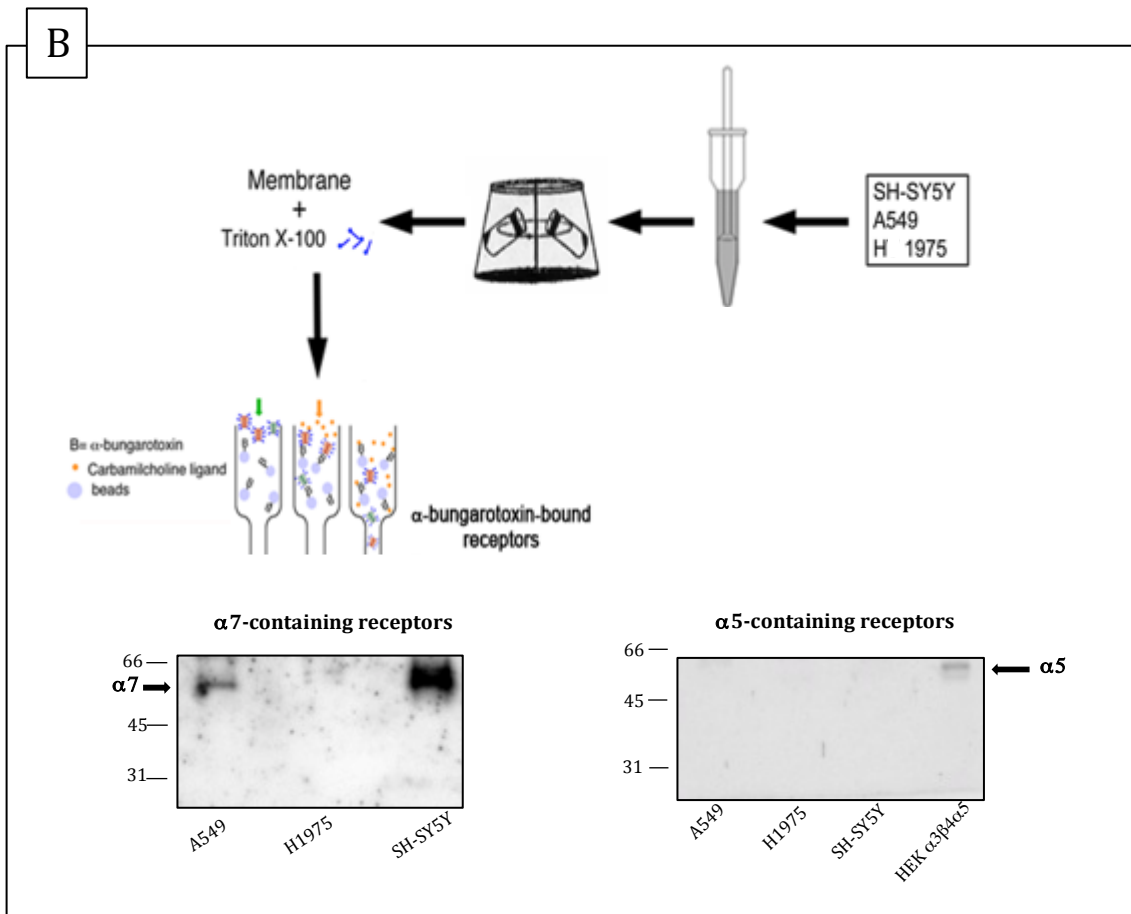 B
Membrane
+
Triton X-100
SH-SY5Y
A549
H 1975
B= α-bungarotoxin
Carbamilcholine ligand
beads
α-bungarotoxin-bound
receptors
α7-containing receptors
66
α7
45
31
A549
H1975
SH-SY5Y
α5-containing receptors
66
α5
45
31
A549
H1975
SH-SY5Y
HEK α3β4α5